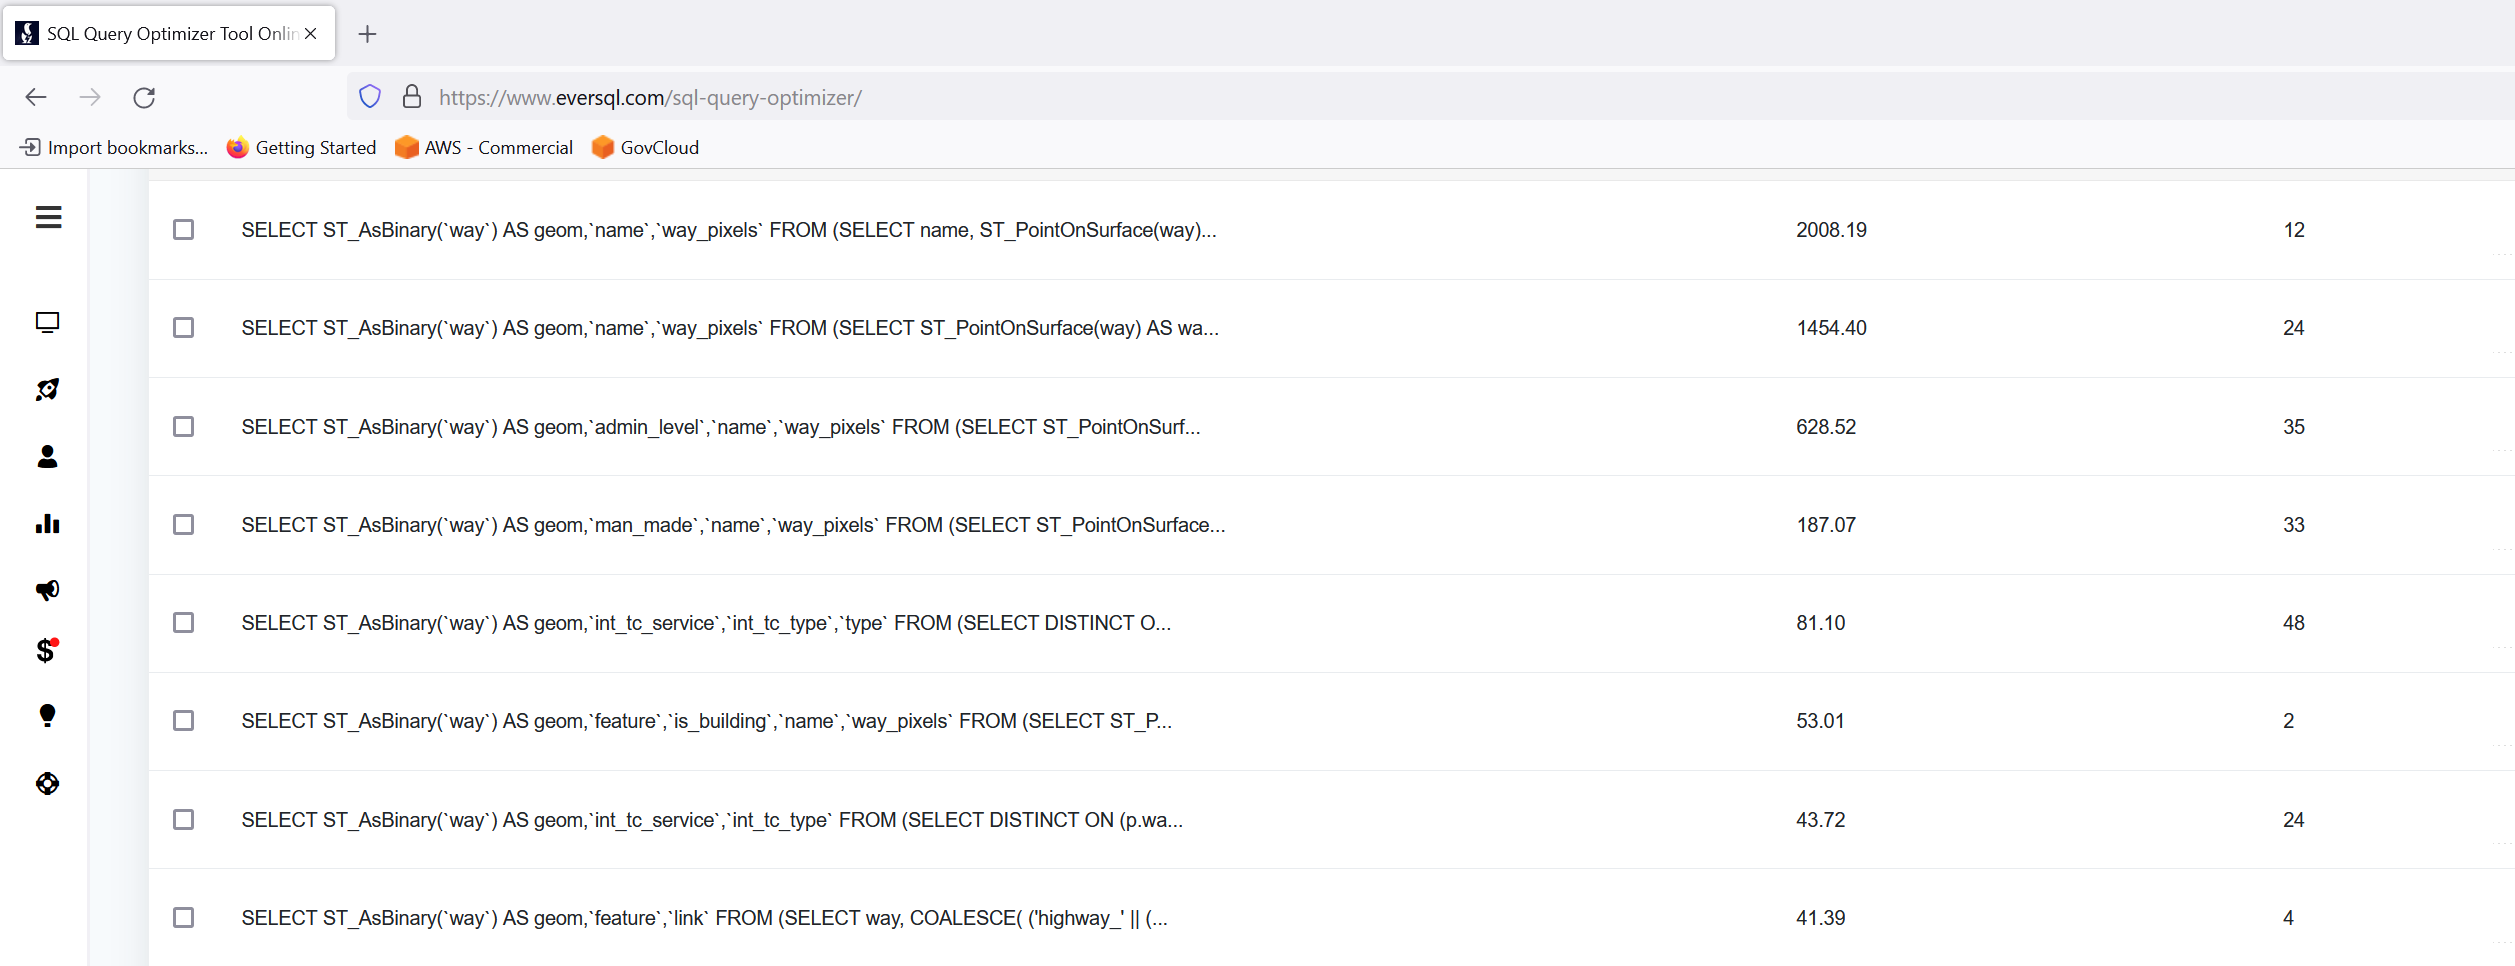 SQL Query Optimizer Tool Onlin
https://www.eversql.com/sql-query-optimizer/
Import bookmarks... Getting Started AWS - Commercial GovCloud
SELECT ST_AsBinary(`way`) AS geom,`name`,`way_pixels` FROM (SELECT name, ST_PointOnSurface(way)... 2008.19 12
SELECT ST_AsBinary(`way`) AS geom,`name`,`way_pixels` FROM (SELECT ST_PointOnSurface(way) AS wa... 1454.40 24
SELECT ST_AsBinary(`way`) AS geom,`admin_level`,`name`,`way_pixels` FROM (SELECT ST_PointOnSurf... 628.52 35
SELECT ST_AsBinary(`way`) AS geom,`man_made`,`name`,`way_pixels` FROM (SELECT ST_PointOnSurface... 187.07 33
SELECT ST_AsBinary(`way`) AS geom,`int_tc_service`,`int_tc_type`,`type` FROM (SELECT DISTINCT O... 81.10 48
SELECT ST_AsBinary(`way`) AS geom,`feature`,`is_building`,`name`,`way_pixels` FROM (SELECT ST_P... 53.01 2
SELECT ST_AsBinary(`way`) AS geom,`int_tc_service`,`int_tc_type` FROM (SELECT DISTINCT ON (p.wa... 43.72 24
SELECT ST_AsBinary(`way`) AS geom,`feature`,`link` FROM (SELECT way, COALESCE( ('highway_' || (... 41.39 4